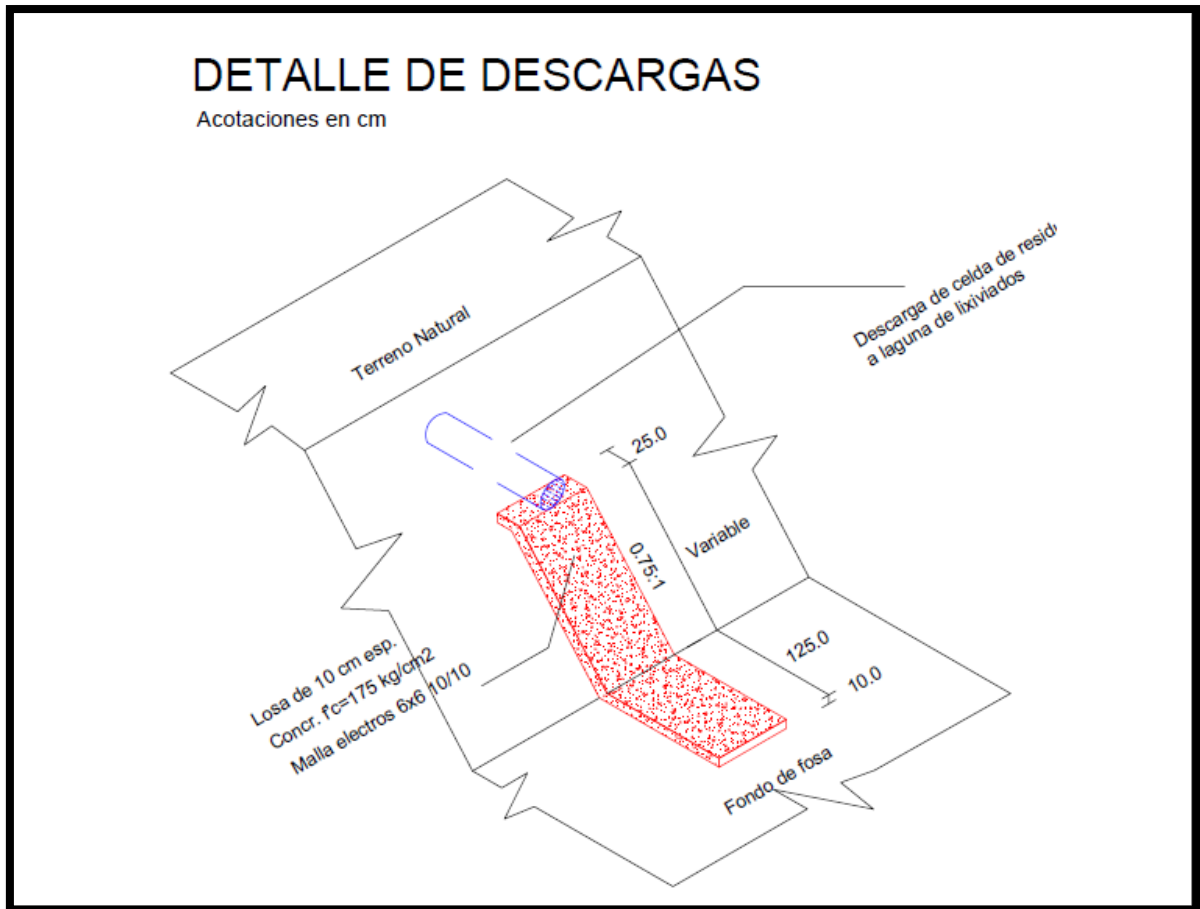 DETALLE DE DESCARGAS
Acotaciones en cm
Terreno Natural
Descarga de celda de
a laguna de lixiviados
25.0
Variable
0.75:1
125.0
10.0
Losa de 10 cm esp.
Concr. f'c=175 kg/cm2
Malla electros 6x6 10/10
Fondo de fosa